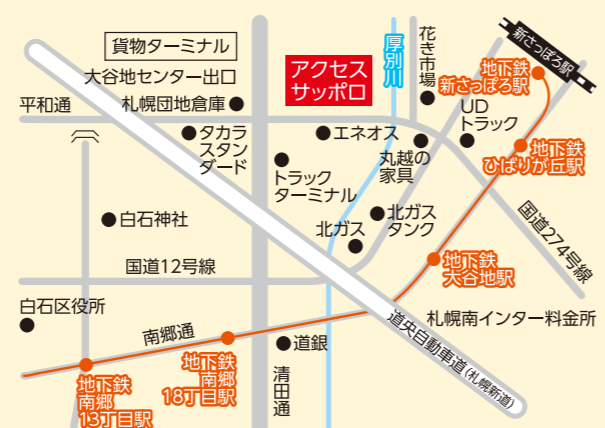 貨物ターミナル
大谷地センター出口
平和通
札幌団地倉庫
アクセス
サッポロ
厚別川
花き
市場
新さっぽろ駅
地下鉄
新さっぽろ駅
UD
トラック
タカラ
スタン
ダード
エネオス
丸越の
家具
地下鉄
ひばりが丘駅
トラック
ターミナル
白石神社
北ガス
北ガス
タンク
国道274号線
国道12号線
地下鉄
大谷地駅
白石区役所
南郷通
道央自動車道(札幌新道)
札幌南インター料金所
道銀
清田通
地下鉄
南郷
18丁目駅
地下鉄
南郷
13丁目駅